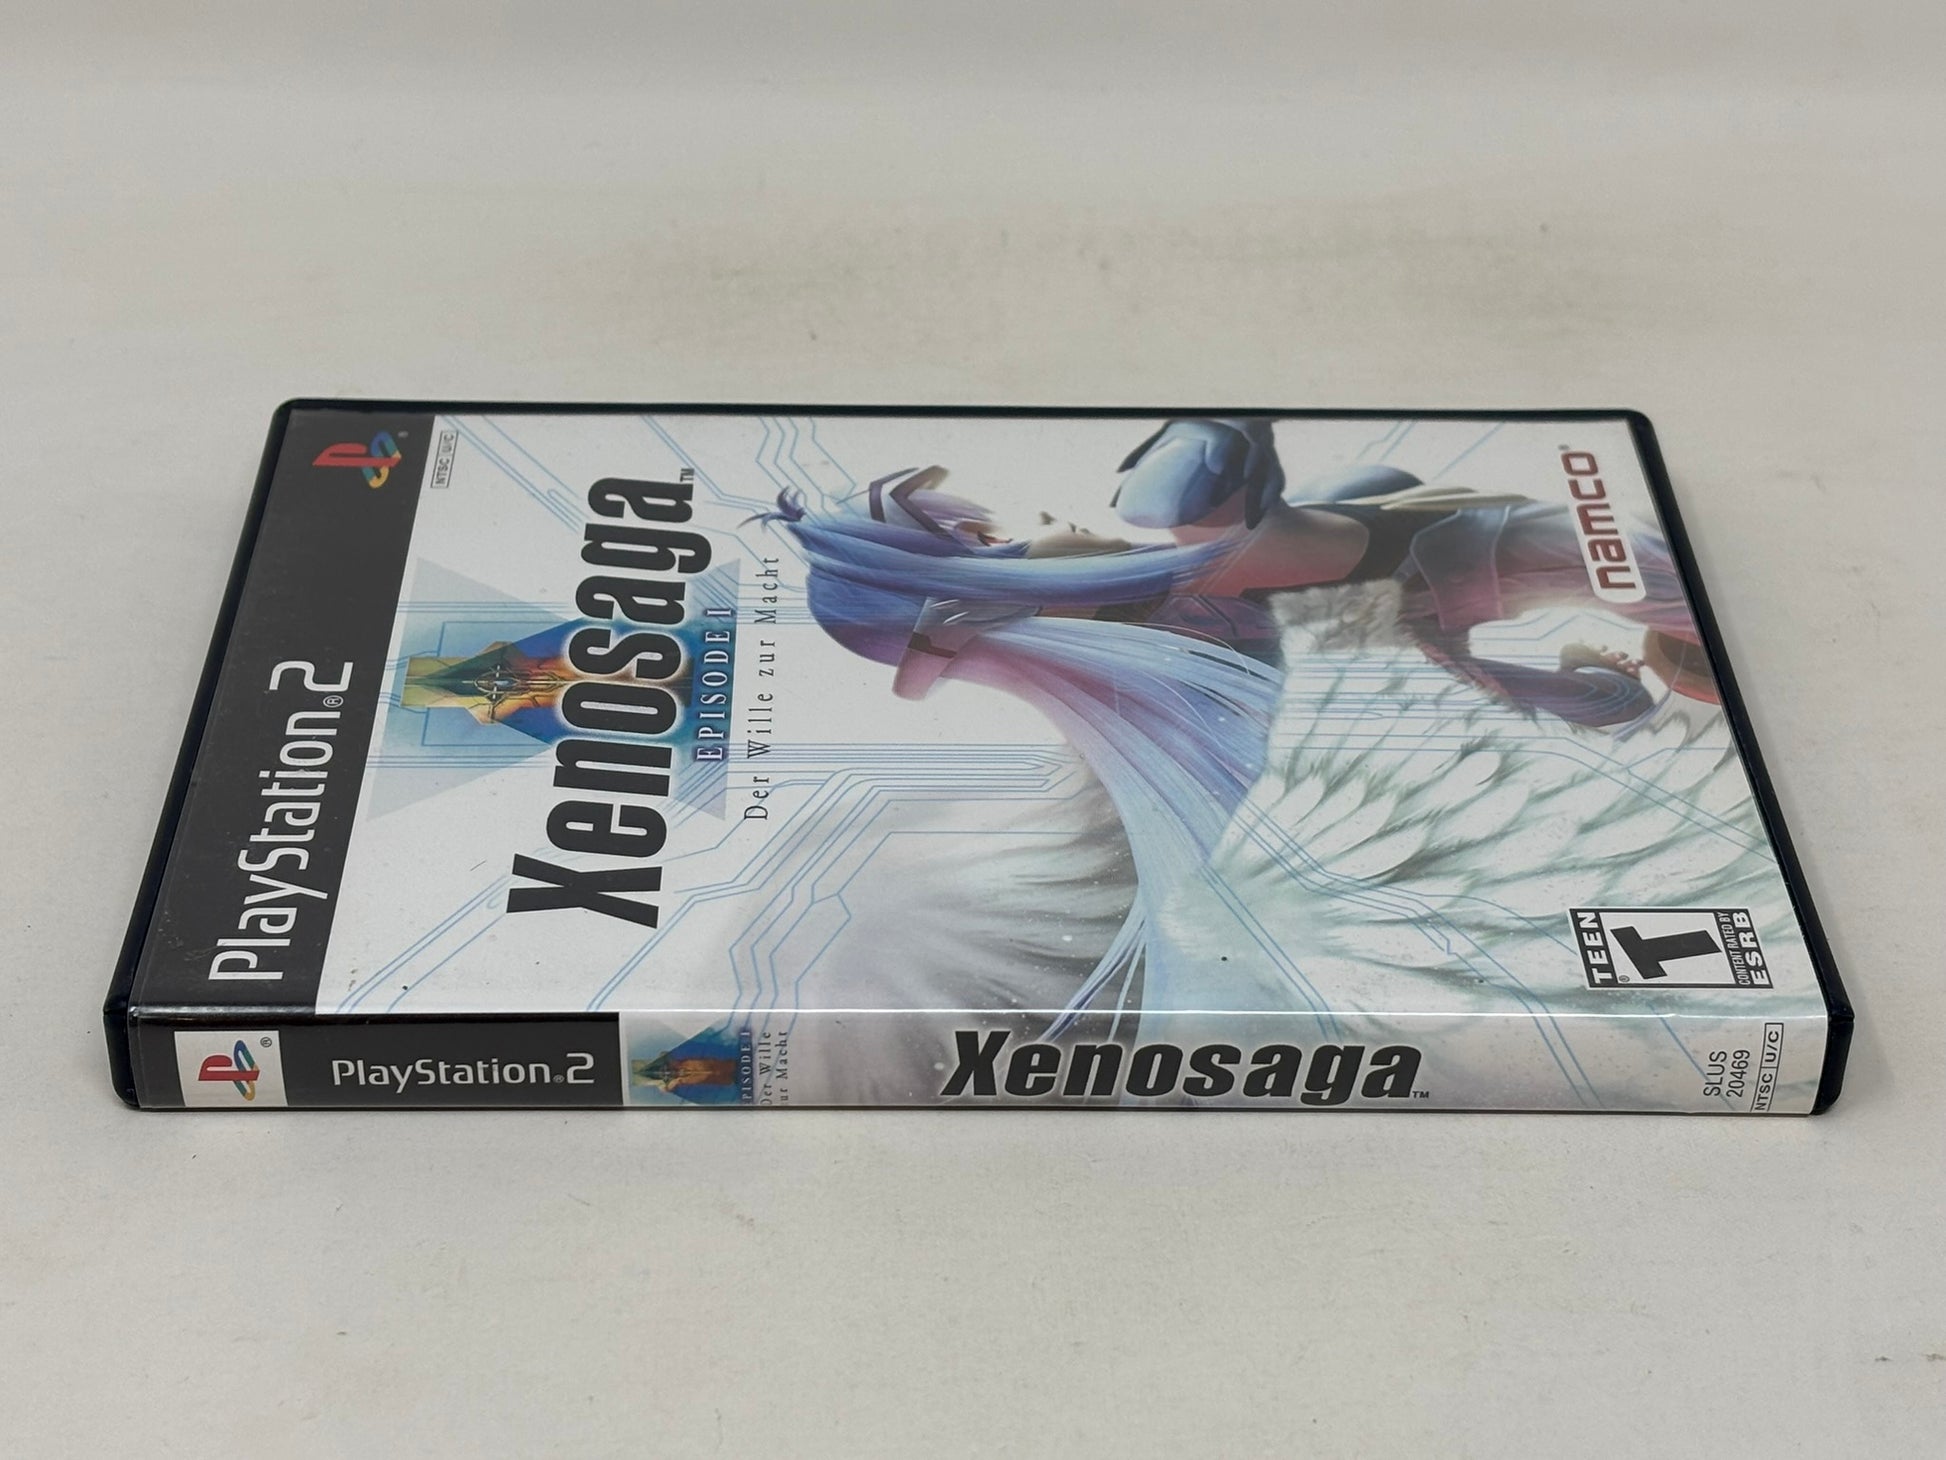 PlayStation®2
NTSC U/C
Xenosaga™
EPISODE I
Der Wille zur Macht
namco®
TEEN
T
®
CONTENT RATED BY
ESRB
®
PlayStation®2
EPISODE I
Der Wille
zur Macht
Xenosaga™
SLUS
20469
NTSC U/C